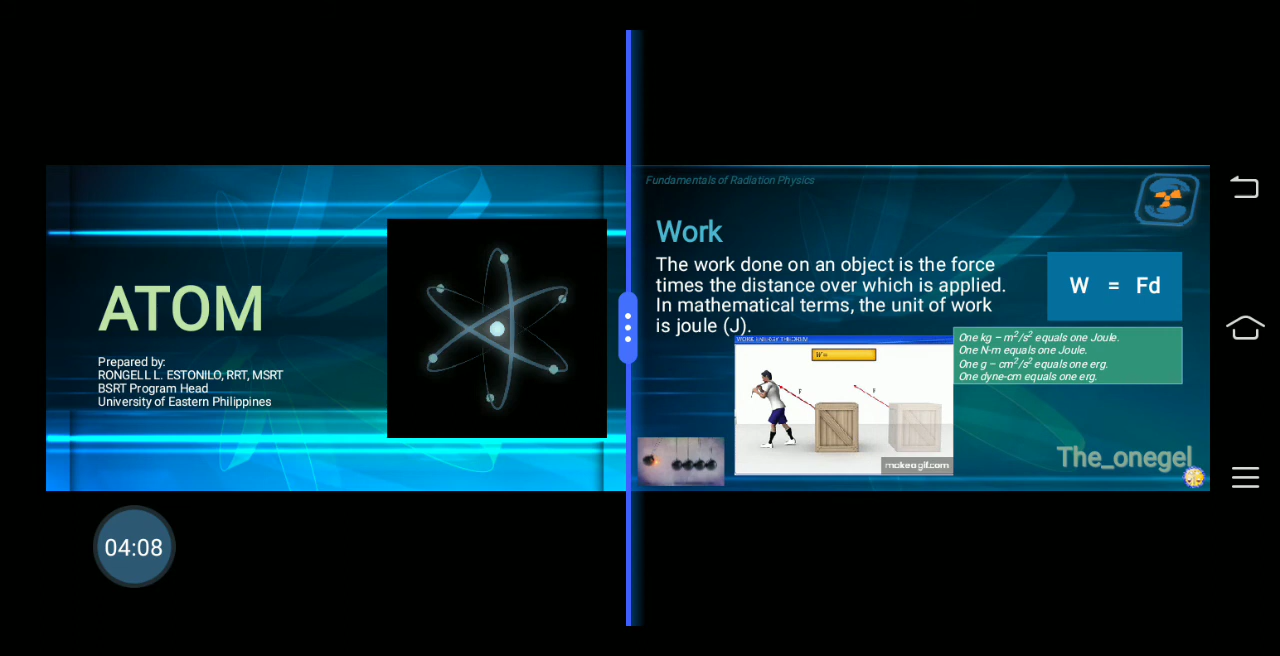 ATOM
Prepared by:
RONGELL L. ESTONILO, RRT, MSRT
BSRT Program Head
University of Eastern Philippines
04:08
Fundamentals of Radiation Physics
Work
The work done on an object is the force
times the distance over which is applied.
In mathematical terms, the unit of work
is joule (J).
W = Fd
One kg – m²/s² equals one Joule.
One N-m equals one Joule.
One g – cm²/s² equals one erg.
One dyne-cm equals one erg.
WORK ENERGY THEOREM
W =
F
F
makeagif.com
The_onegel